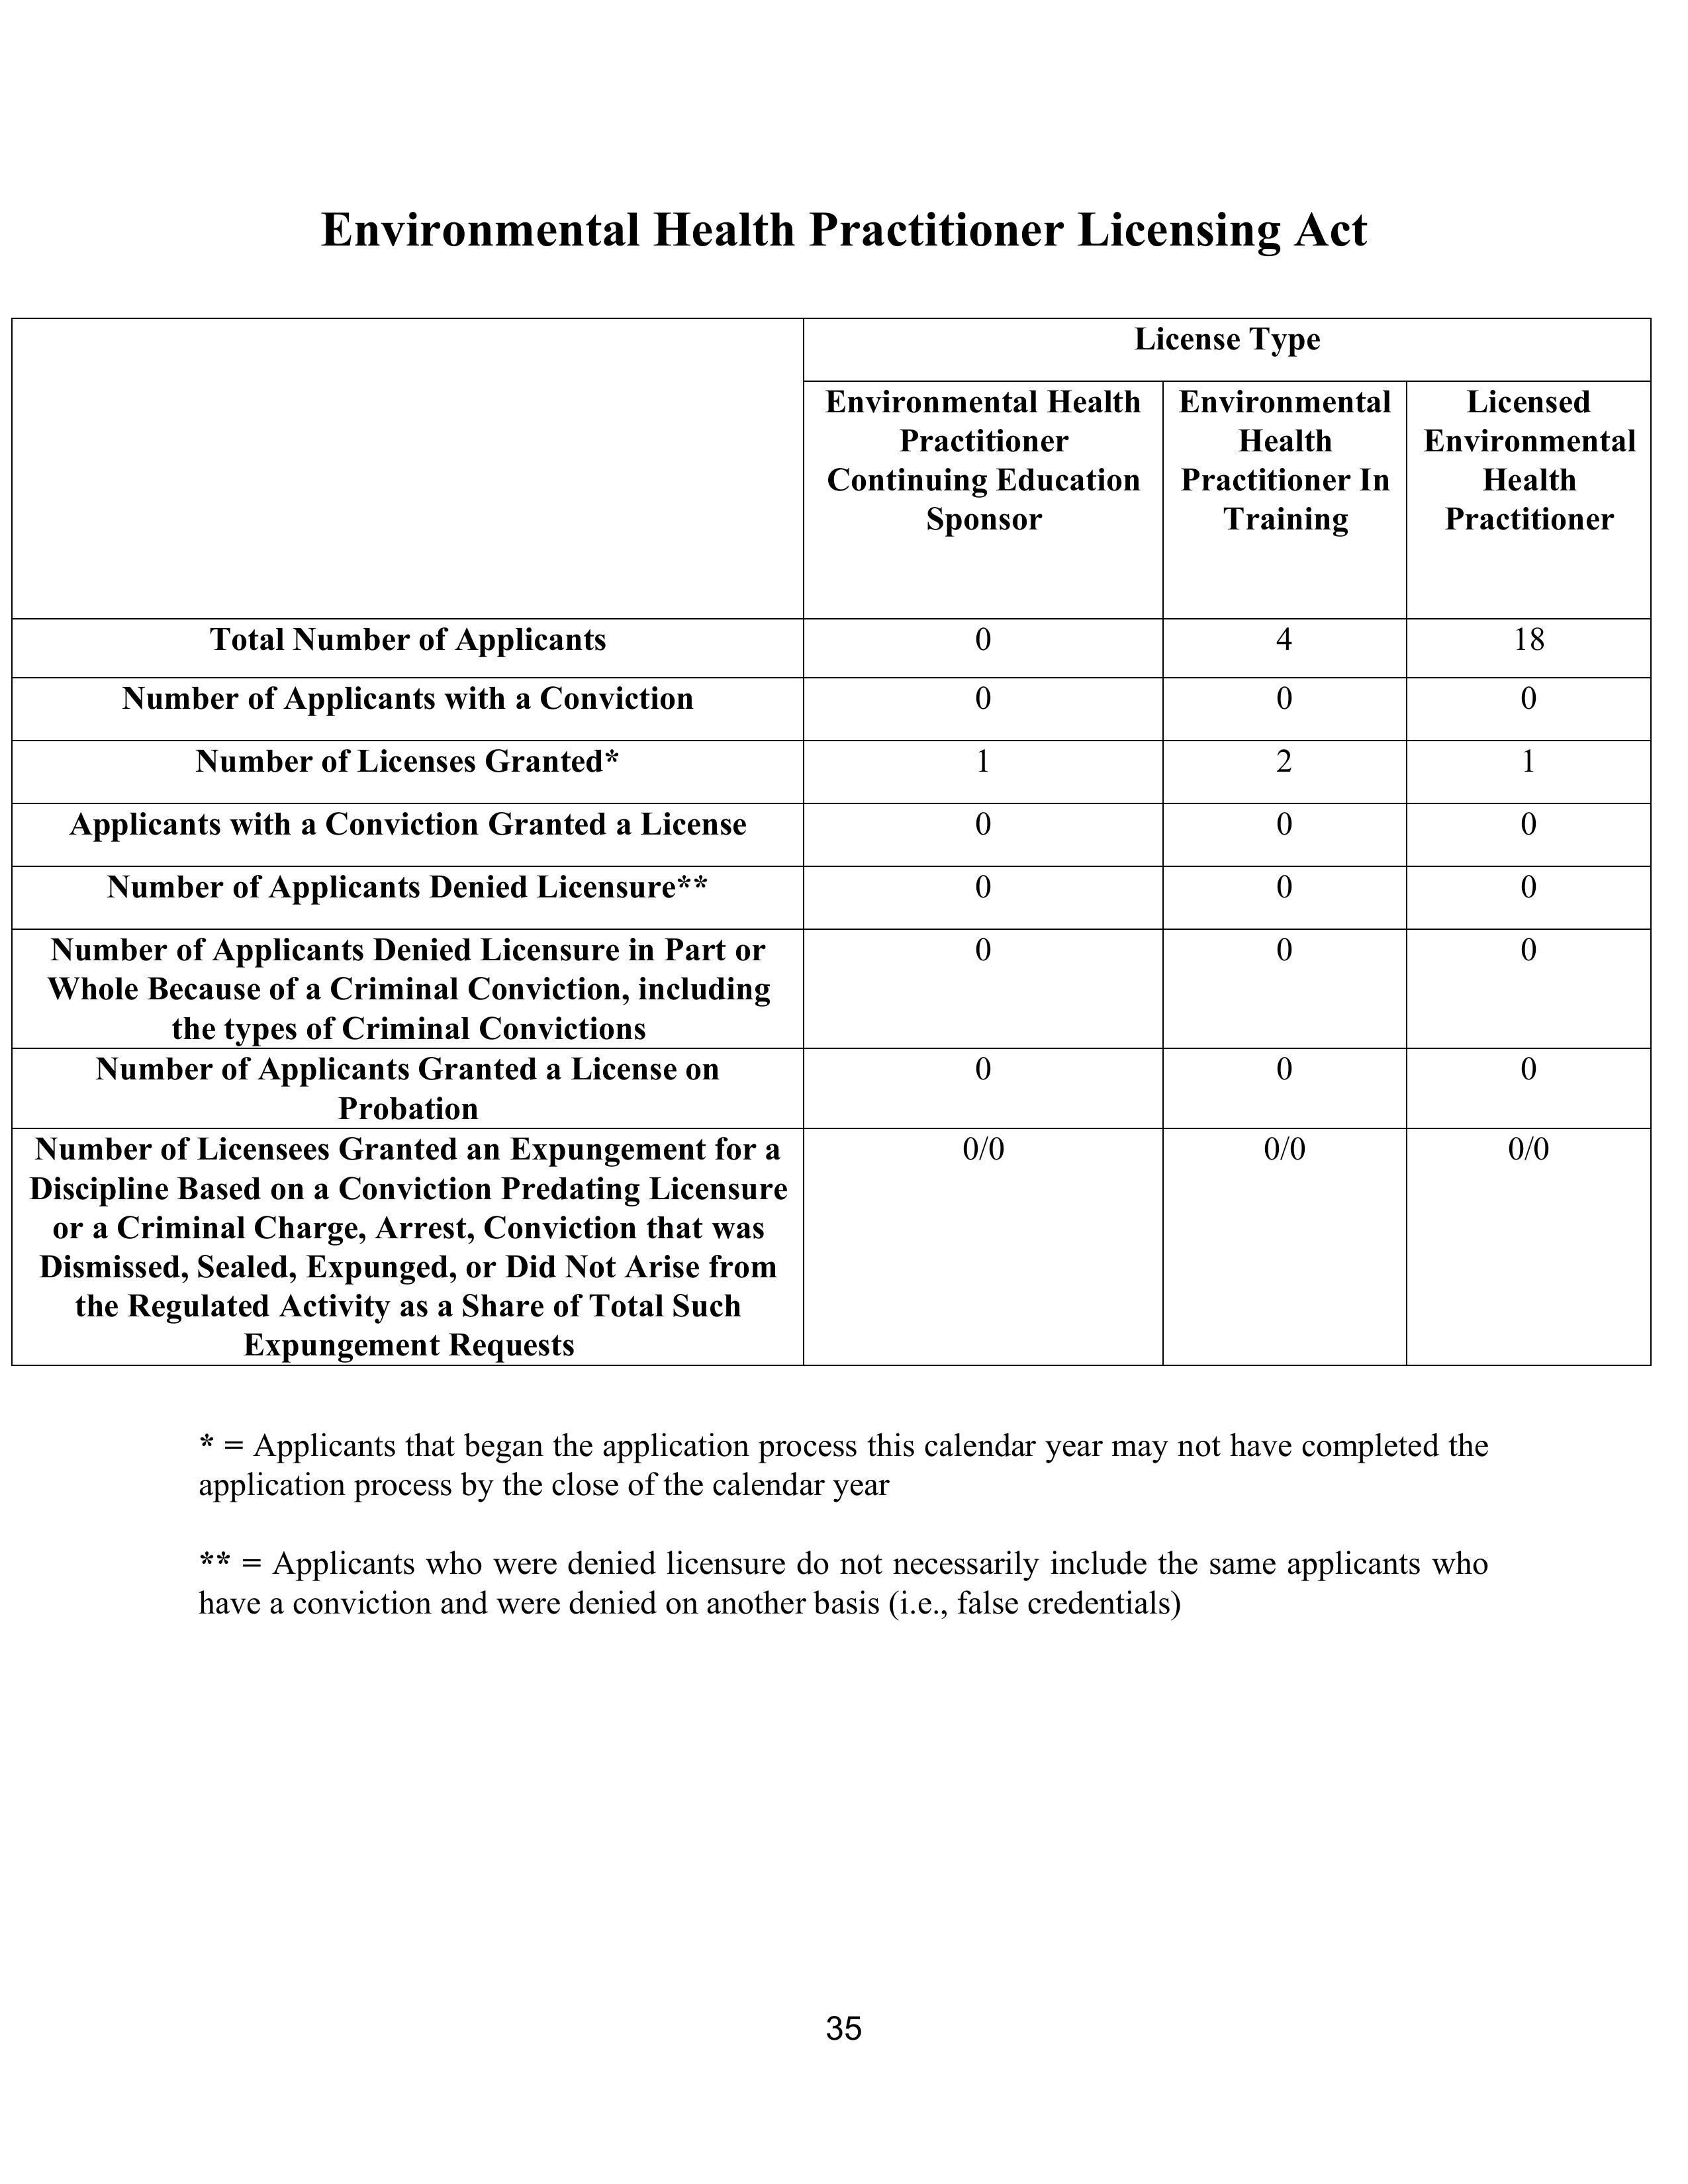 Environmental Health Practitioner Licensing Act
License Type
Environmental Health
Practitioner
Continuing Education
Sponsor
Environmental
Health
Practitioner In
Training
Licensed
Environmental
Health
Practitioner
Total Number of Applicants 0 4 18
Number of Applicants with a Conviction 0 0 0
Number of Licenses Granted* 1 2 1
Applicants with a Conviction Granted a License 0 0 0
Number of Applicants Denied Licensure** 0 0 0
Number of Applicants Denied Licensure in Part or
Whole Because of a Criminal Conviction, including
the types of Criminal Convictions
0 0 0
Number of Applicants Granted a License on
Probation
0 0 0
Number of Licensees Granted an Expungement for a
Discipline Based on a Conviction Predating Licensure
or a Criminal Charge, Arrest, Conviction that was
Dismissed, Sealed, Expunged, or Did Not Arise from
the Regulated Activity as a Share of Total Such
Expungement Requests
0/0 0/0 0/0
* = Applicants that began the application process this calendar year may not have completed the
application process by the close of the calendar year
** = Applicants who were denied licensure do not necessarily include the same applicants who
have a conviction and were denied on another basis (i.e., false credentials)
35